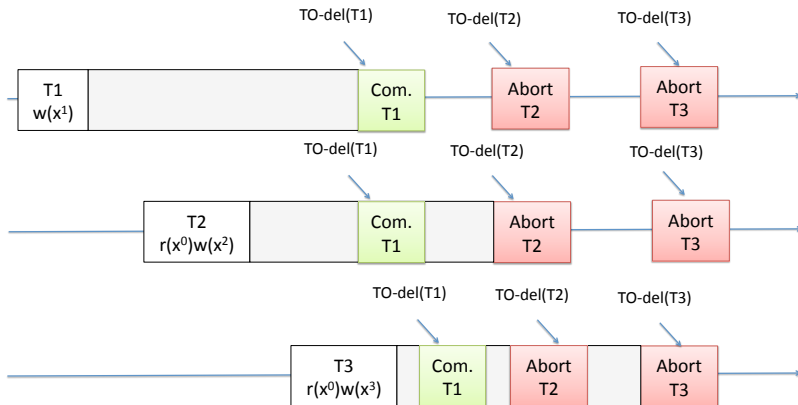 TO-del(T1) TO-del(T2) TO-del(T3)
T1 Com. Abort Abort
w(x¹) T1 T2 T3
TO-del(T1) TO-del(T2) TO-del(T3)
T2 Com. Abort Abort
r(x⁰)w(x²) T1 T2 T3
TO-del(T1) TO-del(T2) TO-del(T3)
T3 Com. Abort Abort
r(x⁰)w(x³) T1 T2 T3